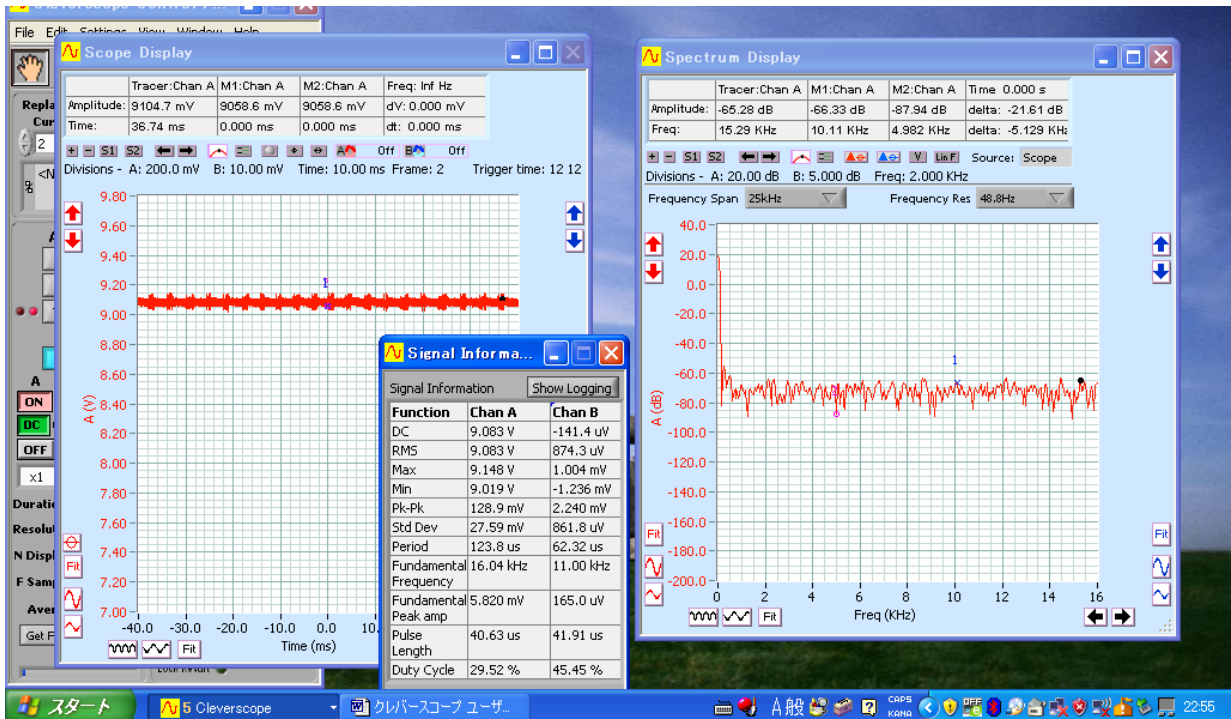 File Edit Settings View Window Help
Scope Display
Tracer:Chan A M1:Chan A M2:Chan A Freq: Inf Hz
Amplitude: 9104.7 mV 9058.6 mV 9058.6 mV dV: 0.000 mV
Time: 36.74 ms 0.000 ms 0.000 ms dt: 0.000 ms
S1 S2 A Off B Off
Divisions - A: 200.0 mV B: 10.00 mV Time: 10.00 ms Frame: 2 Trigger time: 12 12
9.80
9.60
9.40
9.20
9.00
8.80
8.60
8.40
8.20
8.00
7.80
7.60
7.40
7.20
7.00
A (V)
-40.0 -30.0 -20.0 -10.0 0.0 10.
Time (ms)
Fit
Fit
Repla
Cur
2
A
ON
DC
OFF
x1
Duratio
Resolut
N Displ
F Samp
Aver
Get F
Signal Informa...
Signal Information Show Logging
Function Chan A Chan B
DC 9.083 V -141.4 uV
RMS 9.083 V 874.3 uV
Max 9.148 V 1.004 mV
Min 9.019 V -1.236 mV
Pk-Pk 128.9 mV 2.240 mV
Std Dev 27.59 mV 861.8 uV
Period 123.8 us 62.32 us
Fundamental Frequency 16.04 kHz 11.00 kHz
Fundamental Peak amp 5.820 mV 165.0 uV
Pulse Length 40.63 us 41.91 us
Duty Cycle 29.52 % 45.45 %
Spectrum Display
Tracer:Chan A M1:Chan A M2:Chan A Time 0.000 s
Amplitude: -65.28 dB -66.33 dB -87.94 dB delta: -21.61 dB
Freq: 15.29 KHz 10.11 KHz 4.982 KHz delta: -5.129 KHz
S1 S2 V Lin F Source: Scope
Divisions - A: 20.00 dB B: 5.000 dB Freq: 2.000 KHz
Frequency Span 25kHz Frequency Res 48.8Hz
40.0
20.0
0.0
-20.0
-40.0
-60.0
-80.0
-100.0
-120.0
-140.0
-160.0
-180.0
-200.0
A (dB)
1
0 2 4 6 8 10 12 14 16
Freq (KHz)
Fit
Fit
Fit
スタート
5 Cleverscope
クレバースコープ ユーザ...
A 般
CAPS
KANA
22:55